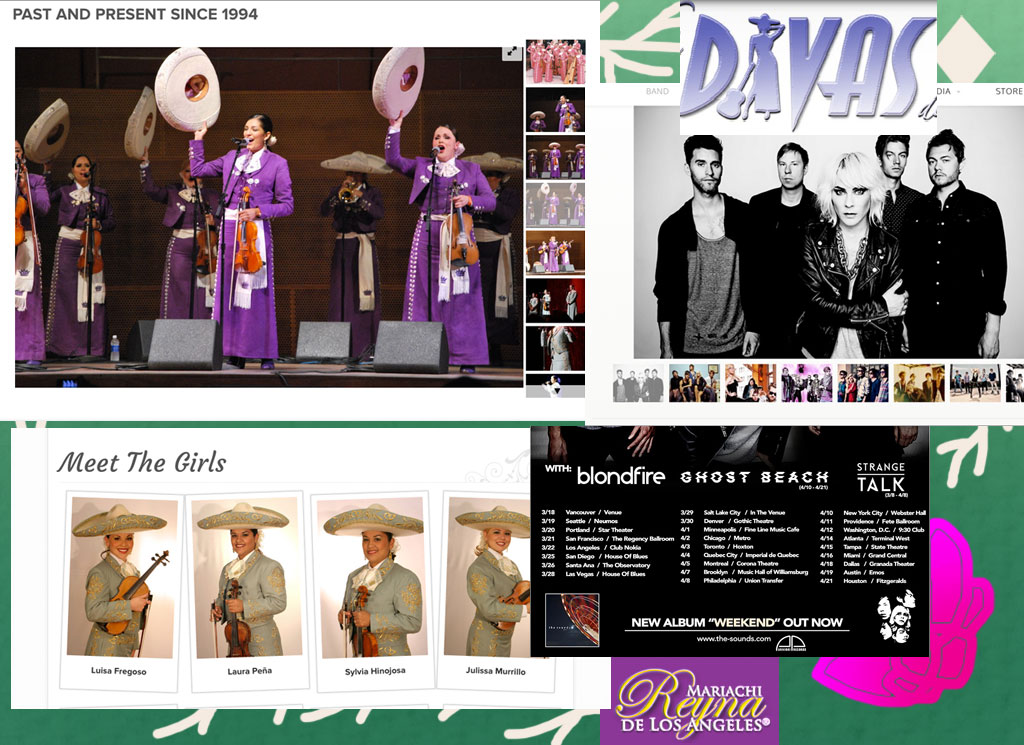 PAST AND PRESENT SINCE 1994
DIVAS
de
BAND
DIA
STORE
Meet The Girls
Luisa Fregoso
Laura Peña
Sylvia Hinojosa
Julissa Murrillo
WITH: blondfire
GHOST BEACH
(4/10 - 4/21)
STRANGE
TALK
(3/8 - 4/8)
3/18 Vancouver / Venue
3/19 Seattle / Neumos
3/20 Portland / Star Theater
3/21 San Francisco / The Regency Ballroom
3/22 Los Angeles / Club Nokia
3/25 San Diego / House Of Blues
3/26 Santa Ana / The Observatory
3/28 Las Vegas / House Of Blues
3/29 Salt Lake City / In The Venue
3/30 Denver / Gothic Theatre
4/1 Minneapolis / Fine Line Music Cafe
4/2 Chicago / Metro
4/3 Toronto / Hoxton
4/4 Quebec City / Imperial de Quebec
4/5 Montreal / Corona Theatre
4/7 Brooklyn / Music Hall of Williamsburg
4/8 Philadelphia / Union Transfer
4/10 New York City / Webster Hall
4/11 Providence / Fete Ballroom
4/12 Washington, D.C. / 9:30 Club
4/14 Atlanta / Terminal West
4/15 Tampa / State Theatre
4/16 Miami / Grand Central
4/18 Dallas / Granada Theater
4/19 Austin / Emos
4/21 Houston / Fitzgeralds
NEW ALBUM "WEEKEND" OUT NOW
www.the-sounds.com
MARIACHI
Reyna
DE LOS ANGELES®